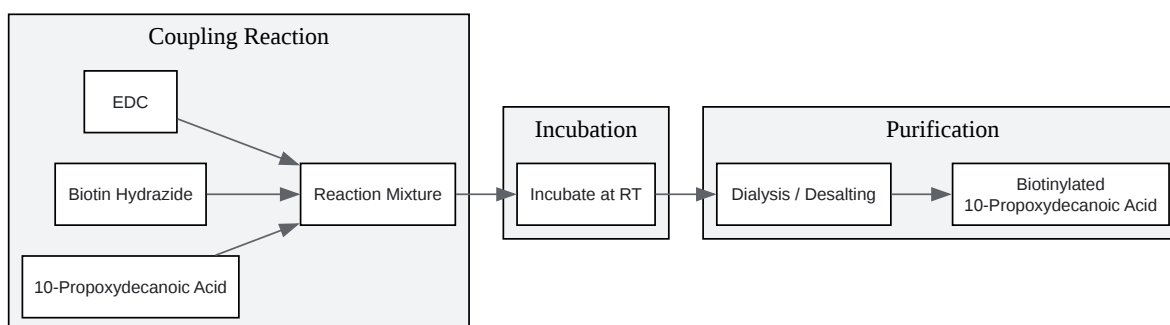 Coupling Reaction
EDC
Biotin Hydrazide
Reaction Mixture
10-Propoxydecanoic Acid
Incubation
Incubate at RT
Purification
Dialysis / Desalting
Biotinylated
10-Propoxydecanoic Acid